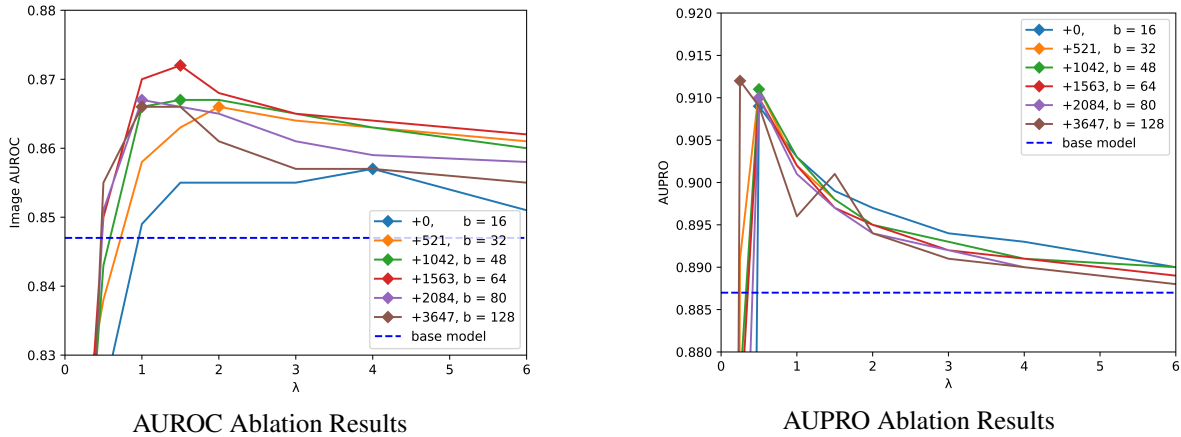 0.88
0.87
0.86
0.85
0.84
0.83
Image AUROC
0 1 2 3 4 5 6
λ
+0, b = 16
+521, b = 32
+1042, b = 48
+1563, b = 64
+2084, b = 80
+3647, b = 128
base model
AUROC Ablation Results
0.920
0.915
0.910
0.905
0.900
0.895
0.890
0.885
0.880
AUPRO
0 1 2 3 4 5 6
λ
+0, b = 16
+521, b = 32
+1042, b = 48
+1563, b = 64
+2084, b = 80
+3647, b = 128
base model
AUPRO Ablation Results